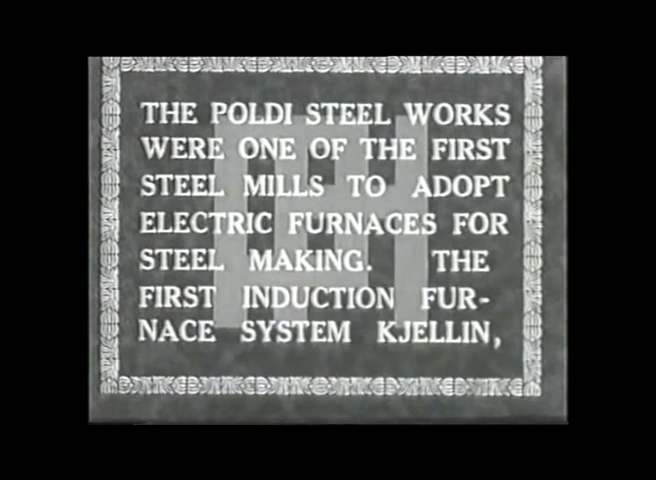 THE POLDI STEEL WORKS
WERE ONE OF THE FIRST
STEEL MILLS TO ADOPT
ELECTRIC FURNACES FOR
STEEL MAKING. THE
FIRST INDUCTION FUR-
NACE SYSTEM KJELLIN,